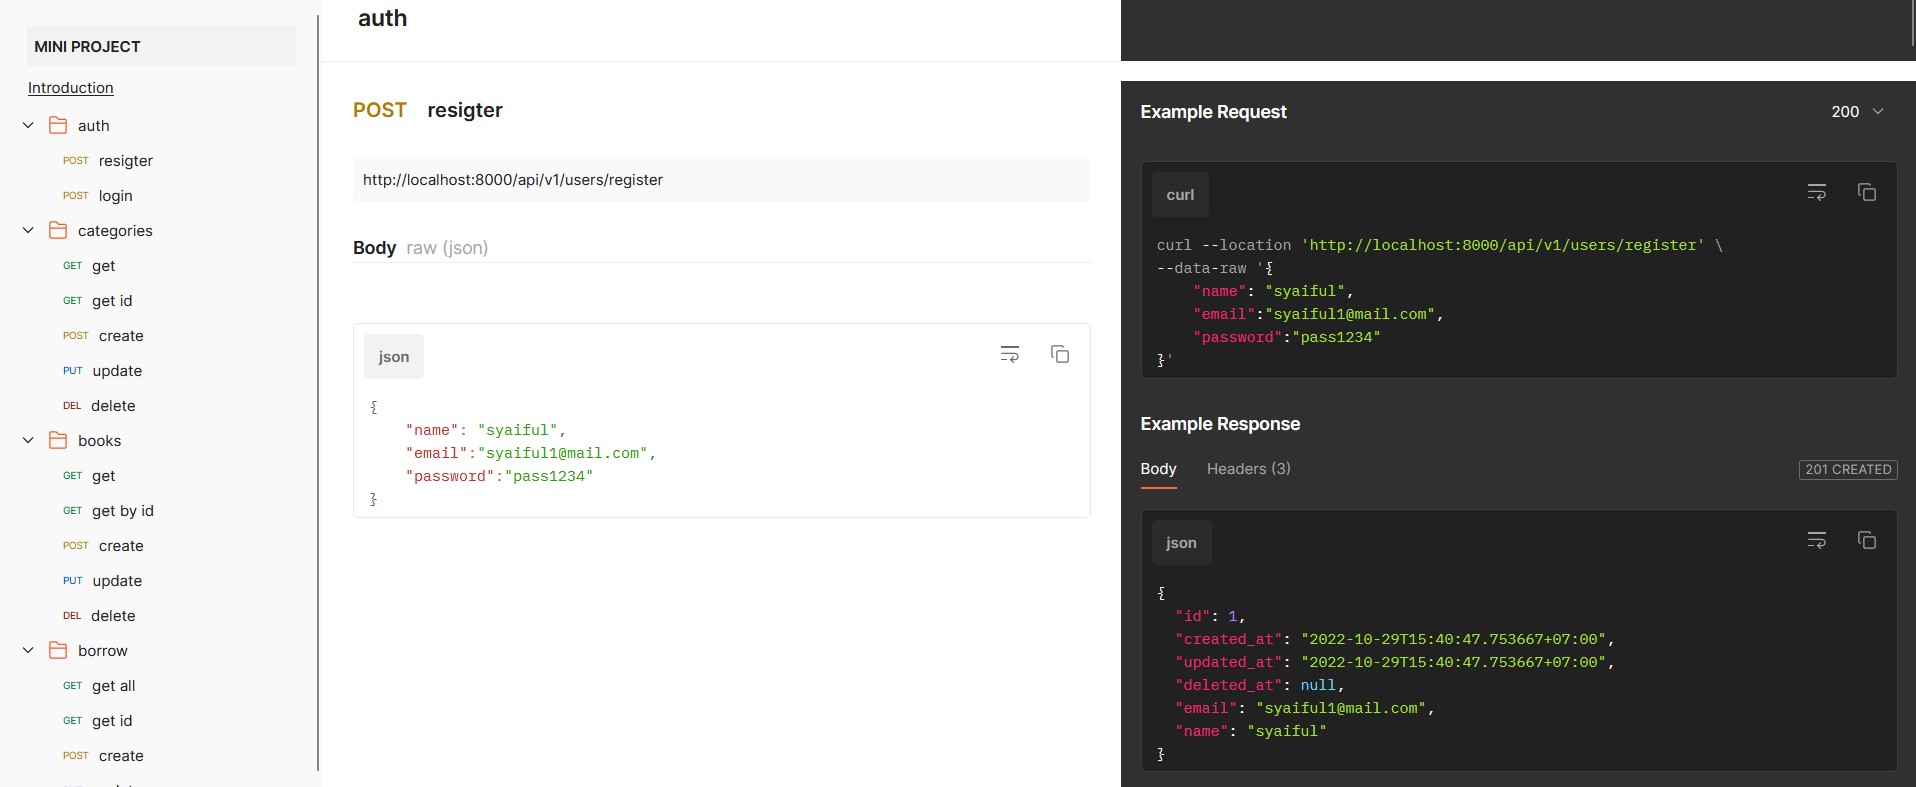 MINI PROJECT
Introduction
auth
POST resigter
POST login
categories
GET get
GET get id
POST create
PUT update
DEL delete
books
GET get
GET get by id
POST create
PUT update
DEL delete
borrow
GET get all
GET get id
POST create
auth
POST resigter
http://localhost:8000/api/v1/users/register
Body raw (json)
json
{
"name": "syaiful",
"email":"syaiful1@mail.com",
"password":"pass1234"
}
Example Request
200
curl
curl --location 'http://localhost:8000/api/v1/users/register' \
--data-raw '{
"name": "syaiful",
"email":"syaiful1@mail.com",
"password":"pass1234"
}'
Example Response
Body Headers (3)
201 CREATED
json
{
"id": 1,
"created_at": "2022-10-29T15:40:47.753667+07:00",
"updated_at": "2022-10-29T15:40:47.753667+07:00",
"deleted_at": null,
"email": "syaiful1@mail.com",
"name": "syaiful"
}